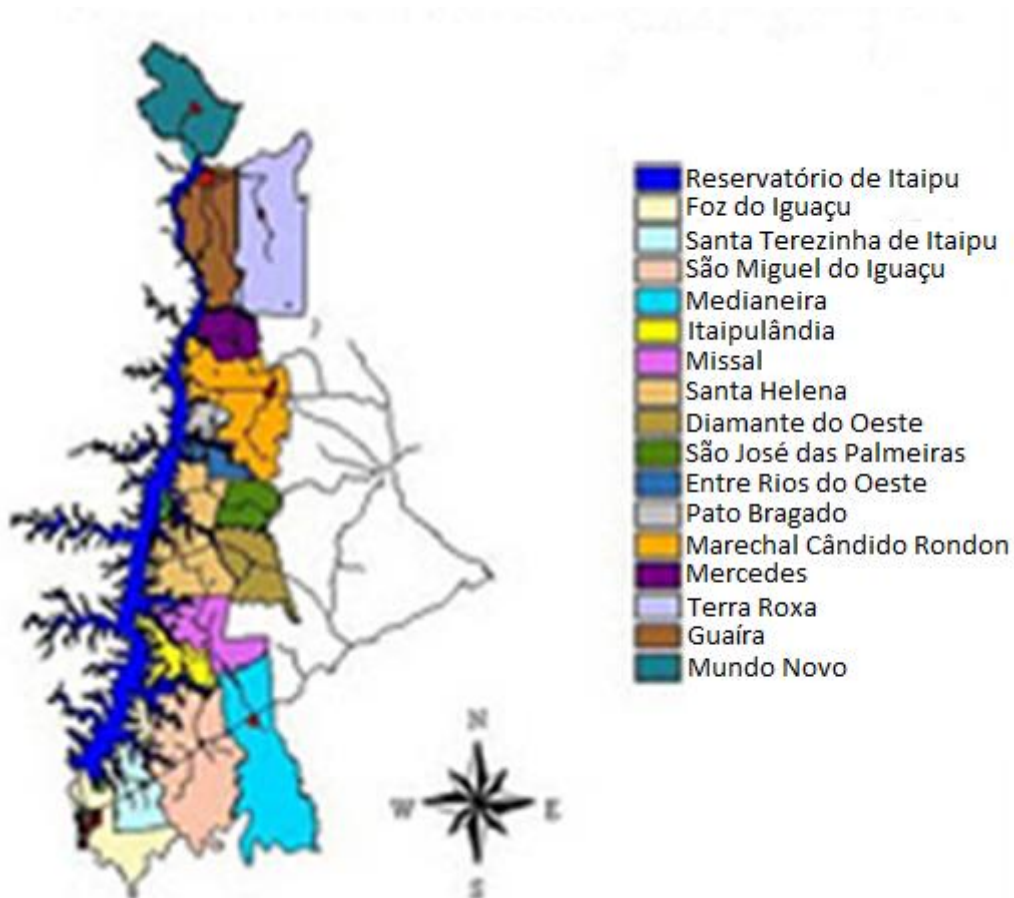 Reservatório de Itaipu
Foz do Iguaçu
Santa Terezinha de Itaipu
São Miguel do Iguaçu
Medianeira
Itaipulândia
Missal
Santa Helena
Diamante do Oeste
São José das Palmeiras
Entre Rios do Oeste
Pato Bragado
Marechal Cândido Rondon
Mercedes
Terra Roxa
Guaíra
Mundo Novo
N
W E
S